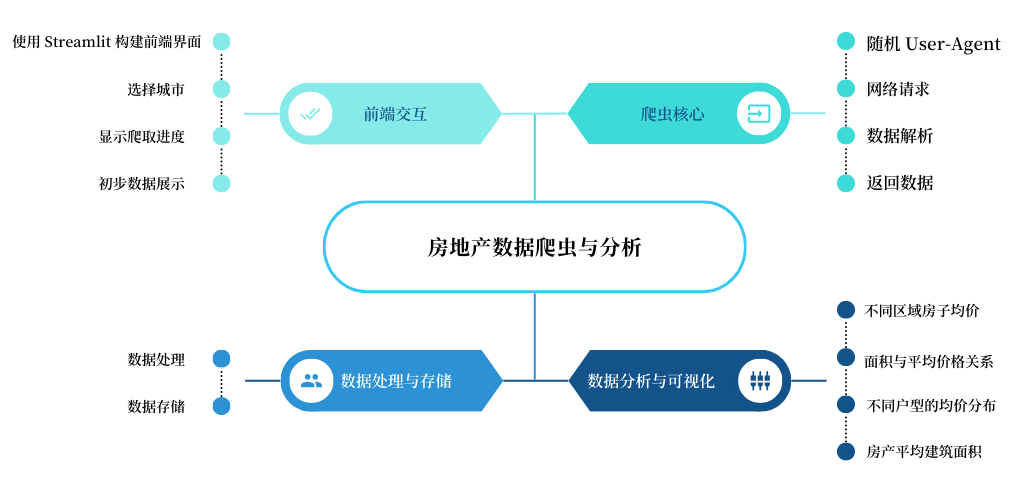 使用 Streamlit 构建前端界面
选择城市
显示爬取进度
初步数据展示
前端交互
爬虫核心
随机 User-Agent
网络请求
数据解析
返回数据
房地产数据爬虫与分析
数据处理
数据存储
数据处理与存储
数据分析与可视化
不同区域房子均价
面积与平均价格关系
不同户型的均价分布
房产平均建筑面积